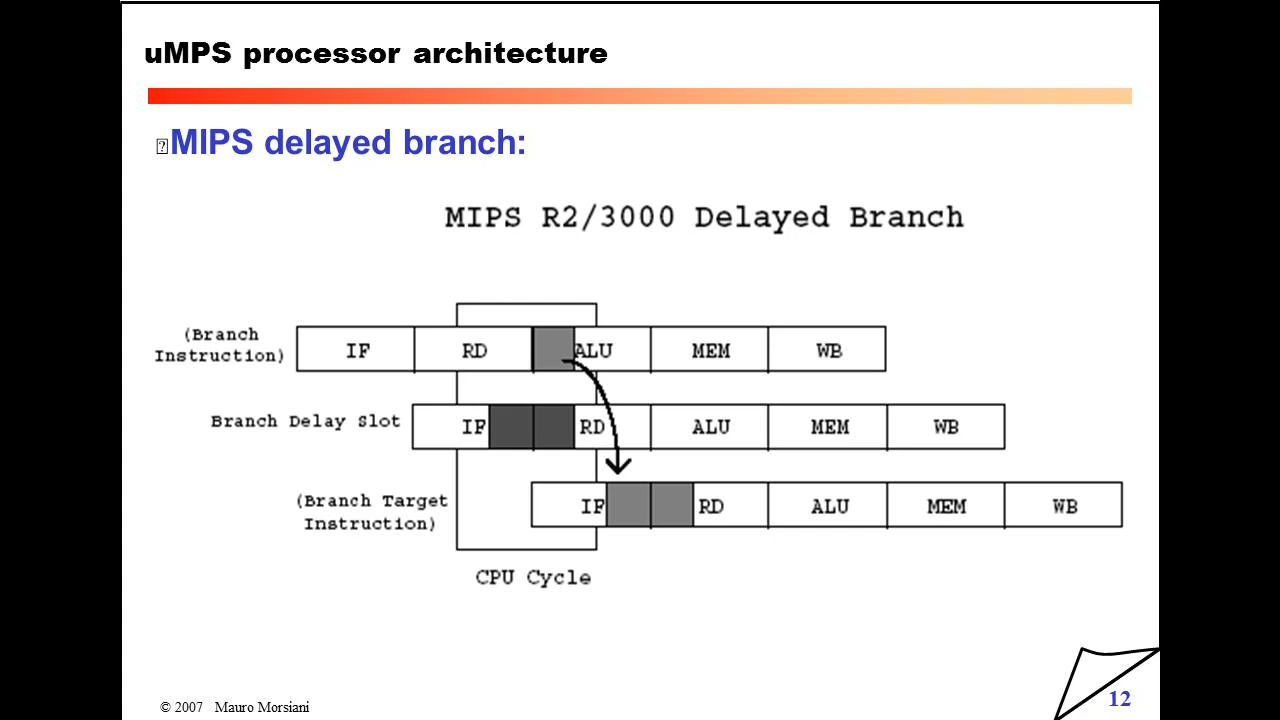 uMPS processor architecture
MIPS delayed branch:
MIPS R2/3000 Delayed Branch
(Branch
Instruction)
IF RD ALU MEM WB
Branch Delay Slot
IF RD ALU MEM WB
(Branch Target
Instruction)
IF RD ALU MEM WB
CPU Cycle
© 2007 Mauro Morsiani
12